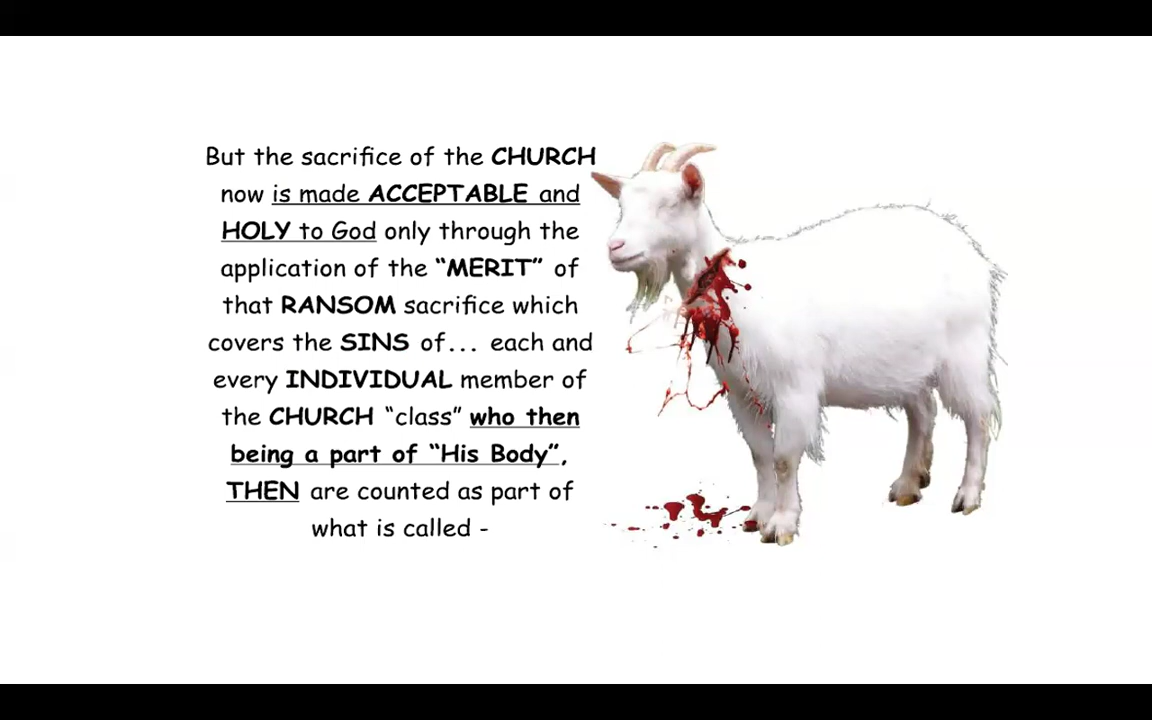 But the sacrifice of the CHURCH
now is made ACCEPTABLE and
HOLY to God only through the
application of the “MERIT” of
that RANSOM sacrifice which
covers the SINS of... each and
every INDIVIDUAL member of
the CHURCH “class” who then
being a part of “His Body”,
THEN are counted as part of
what is called -